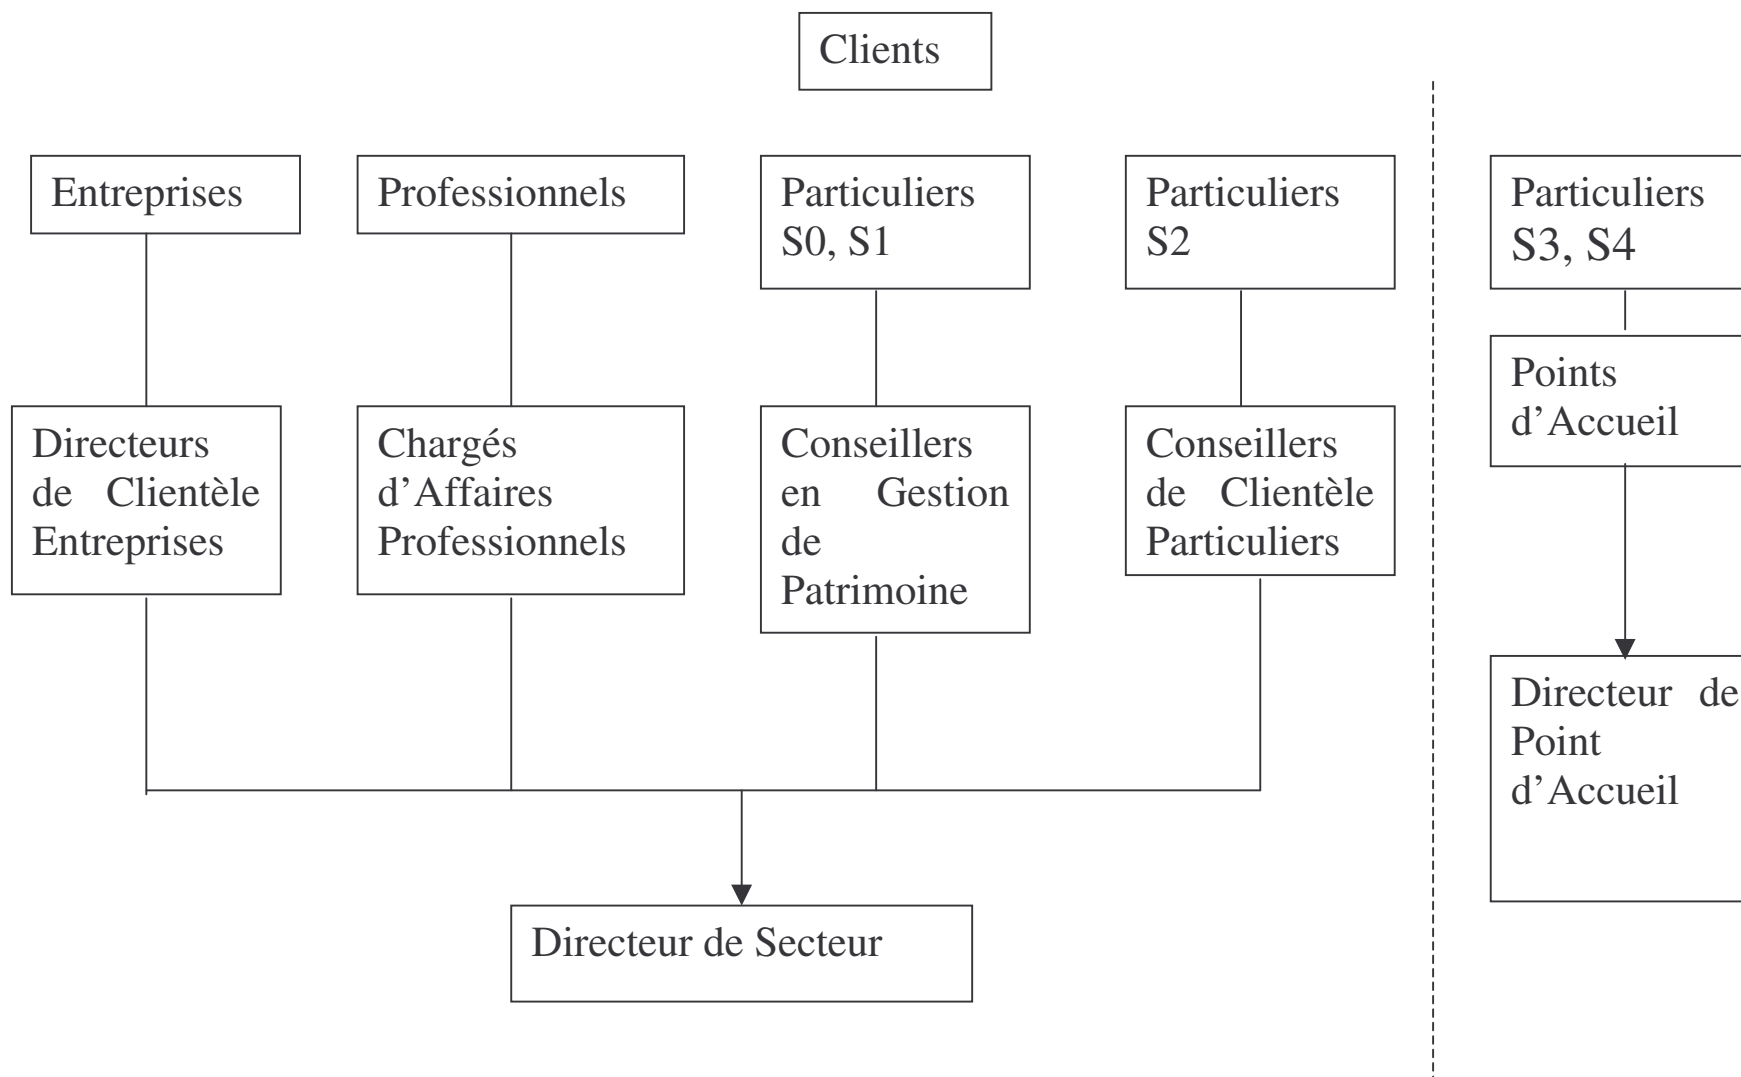 Clients
Entreprises
Professionnels
Particuliers
S0, S1
Particuliers
S2
Particuliers
S3, S4
Points
d’Accueil
Directeurs
de Clientèle
Entreprises
Chargés
d’Affaires
Professionnels
Conseillers
en Gestion
de
Patrimoine
Conseillers
de Clientèle
Particuliers
Directeur de
Point
d’Accueil
Directeur de Secteur